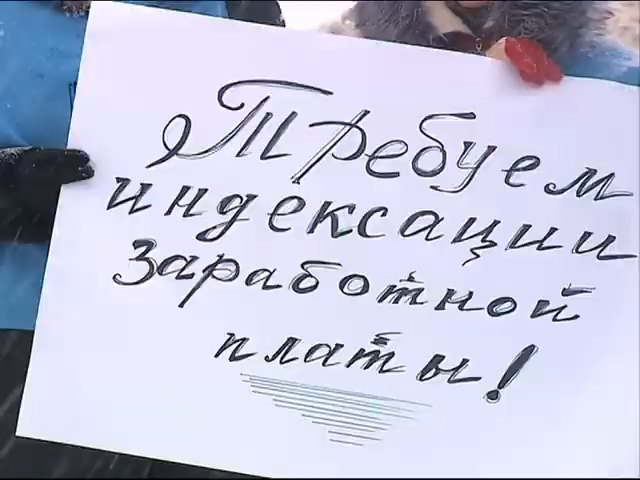 Требуем
индексации
заработной
платы!